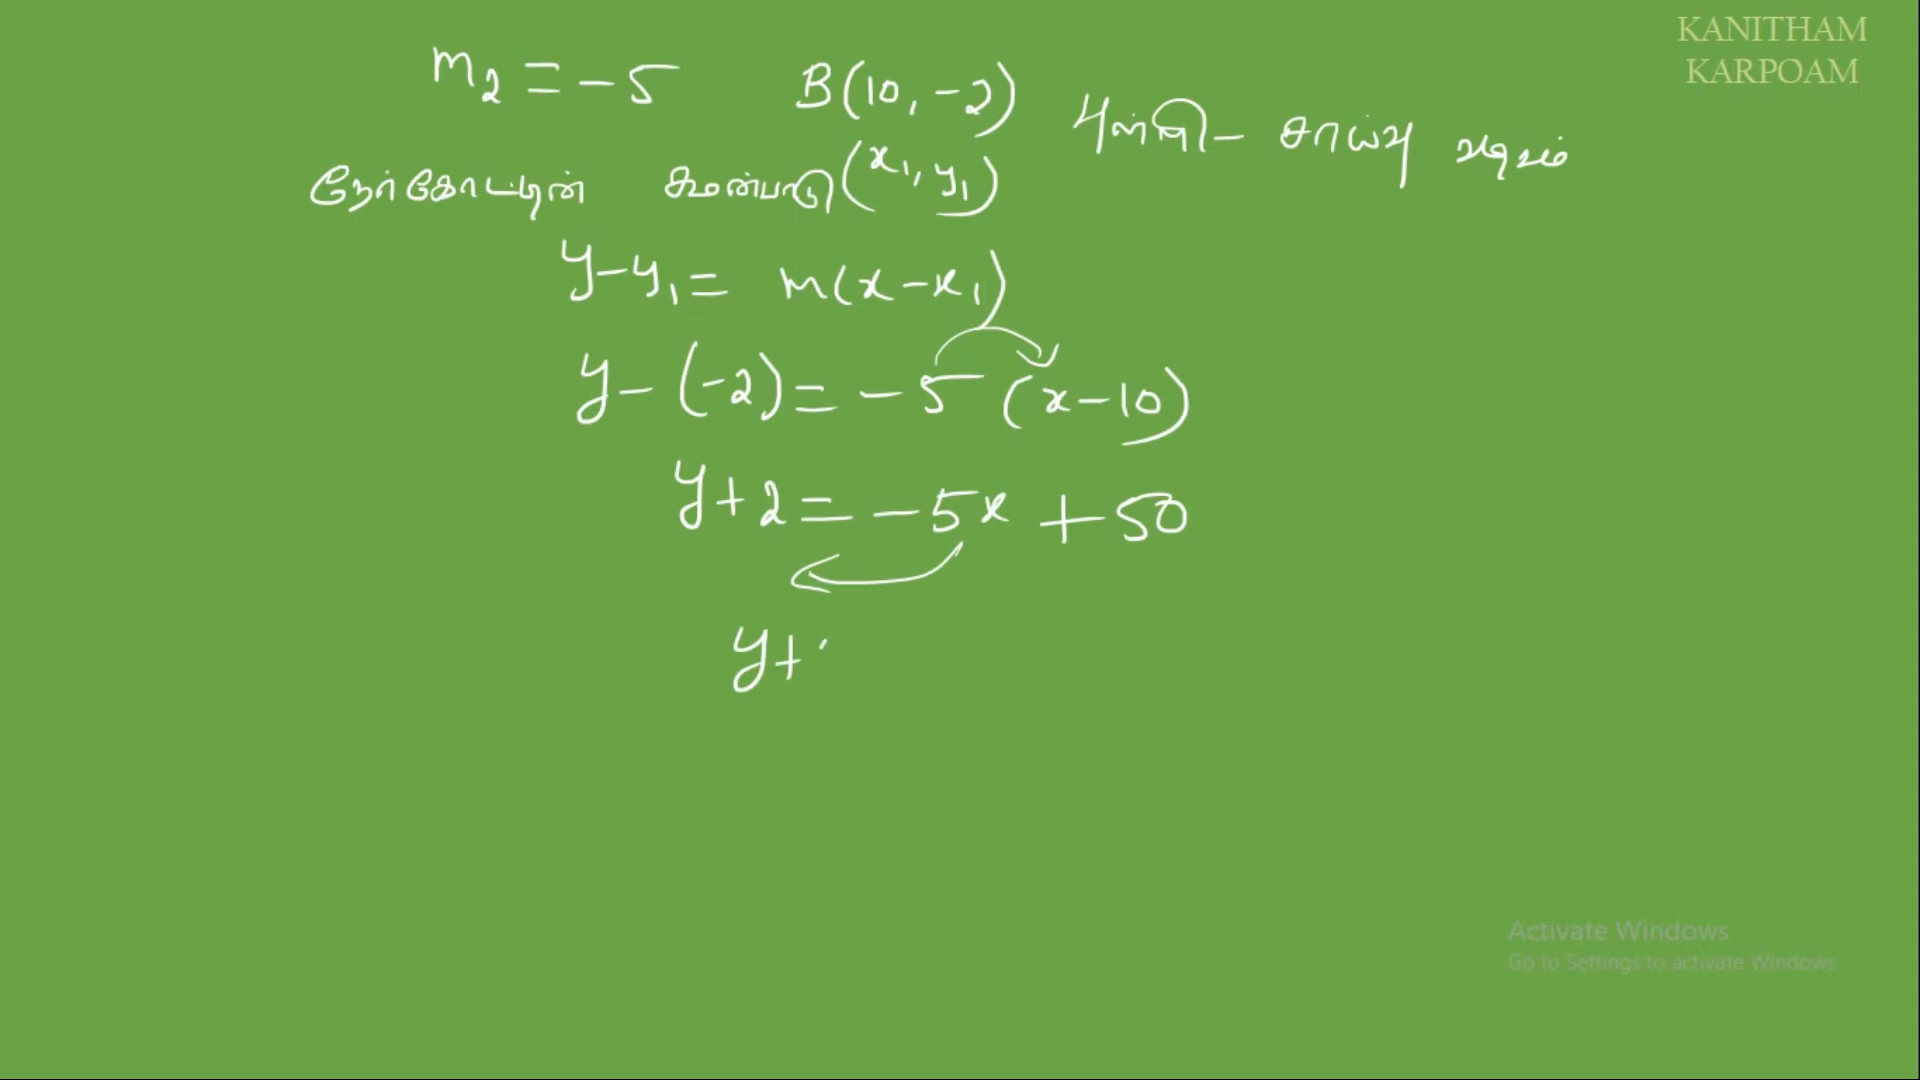 KANITHAM
KARPOAM
m₂ = -5 B(10, -2) புள்ளி - சாய்வு வடிவம்
நேர்கோட்டின் சமன்பாடு (x₁, y₁)
y - y₁ = m(x - x₁)
y - (-2) = -5 (x - 10)
y + 2 = -5x + 50
y +
Activate Windows
Go to Settings to activate Windows.